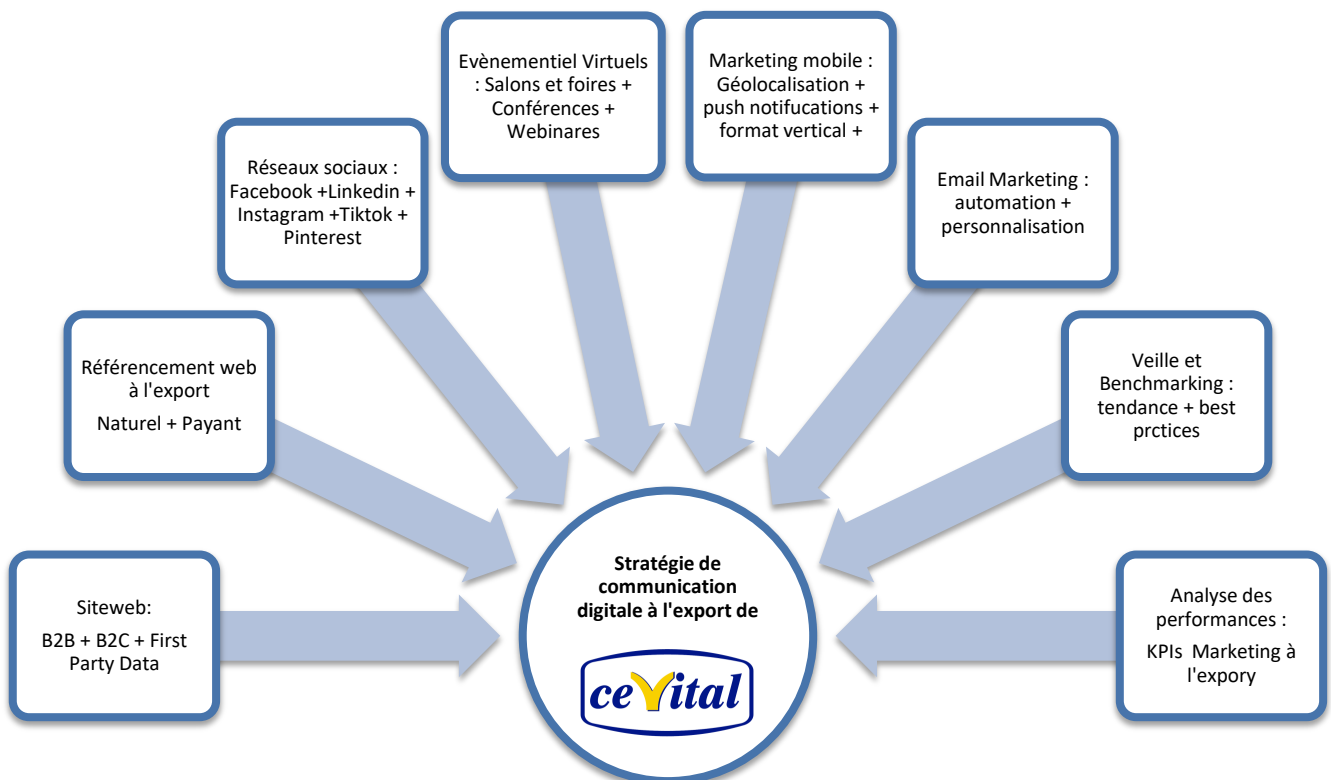 Evènementiel Virtuels
: Salons et foires +
Conférences +
Webinares
Marketing mobile :
Géolocalisation +
push notifucations +
format vertical +
Réseaux sociaux :
Facebook +Linkedin +
Instagram +Tiktok +
Pinterest
Email Marketing :
automation +
personnalisation
Référencement web
à l'export
Naturel + Payant
Veille et
Benchmarking :
tendance + best
prctices
Siteweb:
B2B + B2C + First
Party Data
Analyse des
performances :
KPIs Marketing à
l'expory
Stratégie de
communication
digitale à l'export de
ceVital